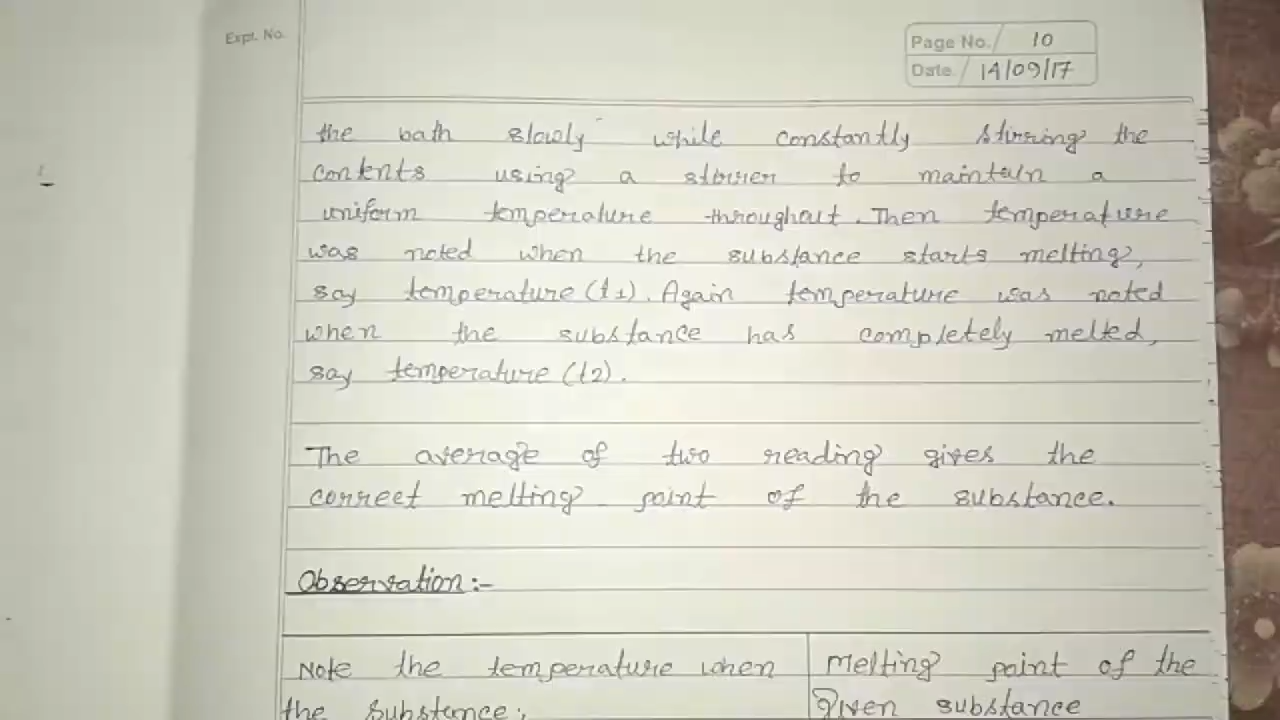 Expt. No.
Page No. 10
Date 14/09/17
the bath slowly while constantly stirring the
contents using a stirrer to maintain a
uniform temperature throughout. Then temperature
was noted when the substance starts melting,
say temperature (t1). Again temperature was noted
when the substance has completely melted,
say temperature (t2).
The average of two reading gives the
correct melting point of the substance.
Observation:-
Note the temperature when
the substance:
melting point of the
given substance